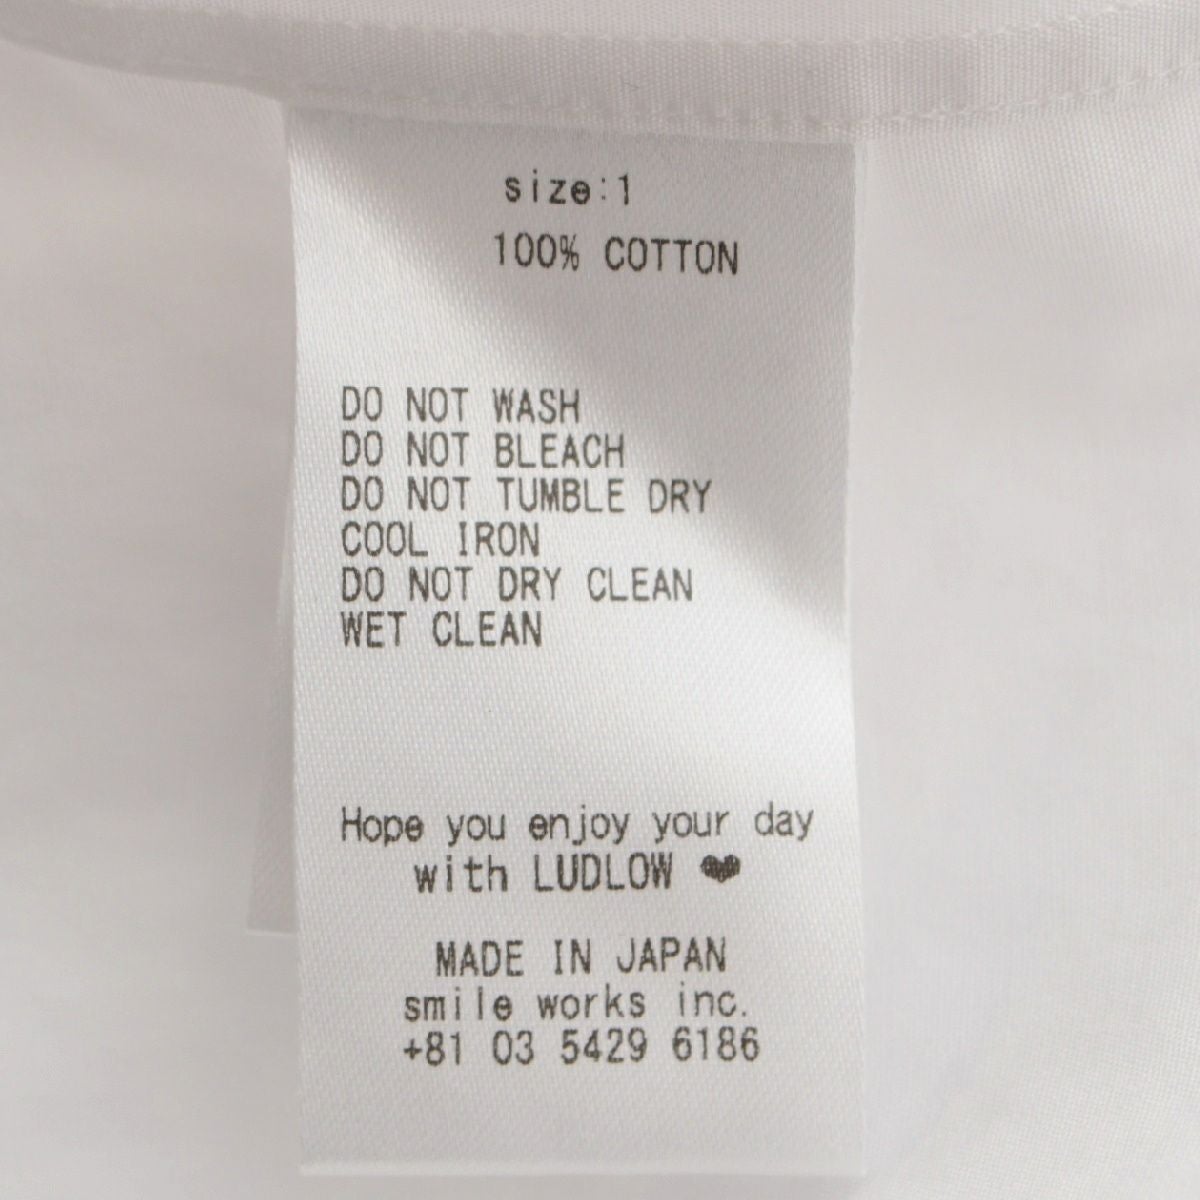 size:1
100% COTTON
DO NOT WASH
DO NOT BLEACH
DO NOT TUMBLE DRY
COOL IRON
DO NOT DRY CLEAN
WET CLEAN
Hope you enjoy your day
with LUDLOW ♥
MADE IN JAPAN
smile works inc.
+81 03 5429 6186